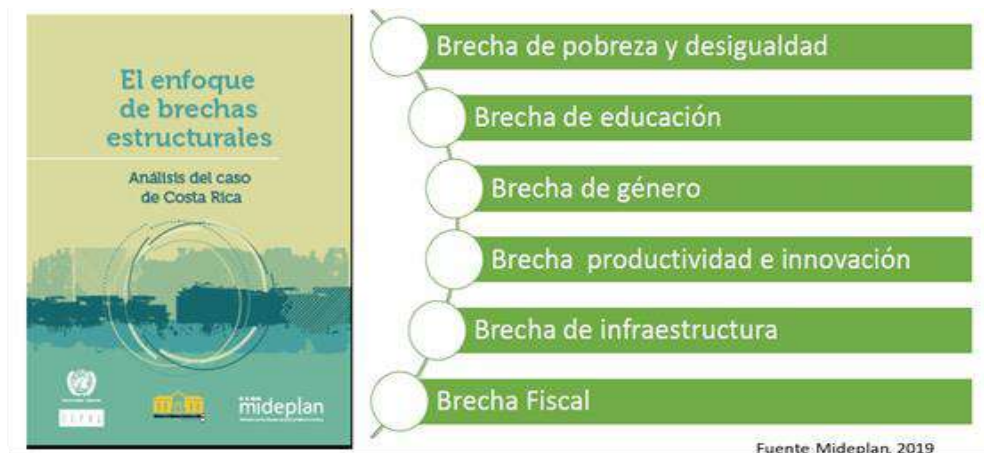 El enfoque
de brechas
estructurales
Análisis del caso
de Costa Rica
CEPAL
mideplan
Brecha de pobreza y desigualdad
Brecha de educación
Brecha de género
Brecha productividad e innovación
Brecha de infraestructura
Brecha Fiscal
Fuente Mideplan, 2019